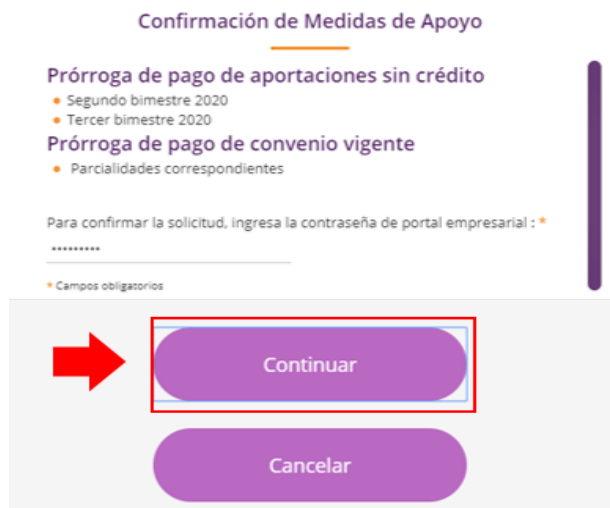 Confirmación de Medidas de Apoyo
Prórroga de pago de aportaciones sin crédito
• Segundo bimestre 2020
• Tercer bimestre 2020
Prórroga de pago de convenio vigente
• Parcialidades correspondientes
Para confirmar la solicitud, ingresa la contraseña de portal empresarial : *
•••••••••
* Campos obligatorios
Continuar
Cancelar